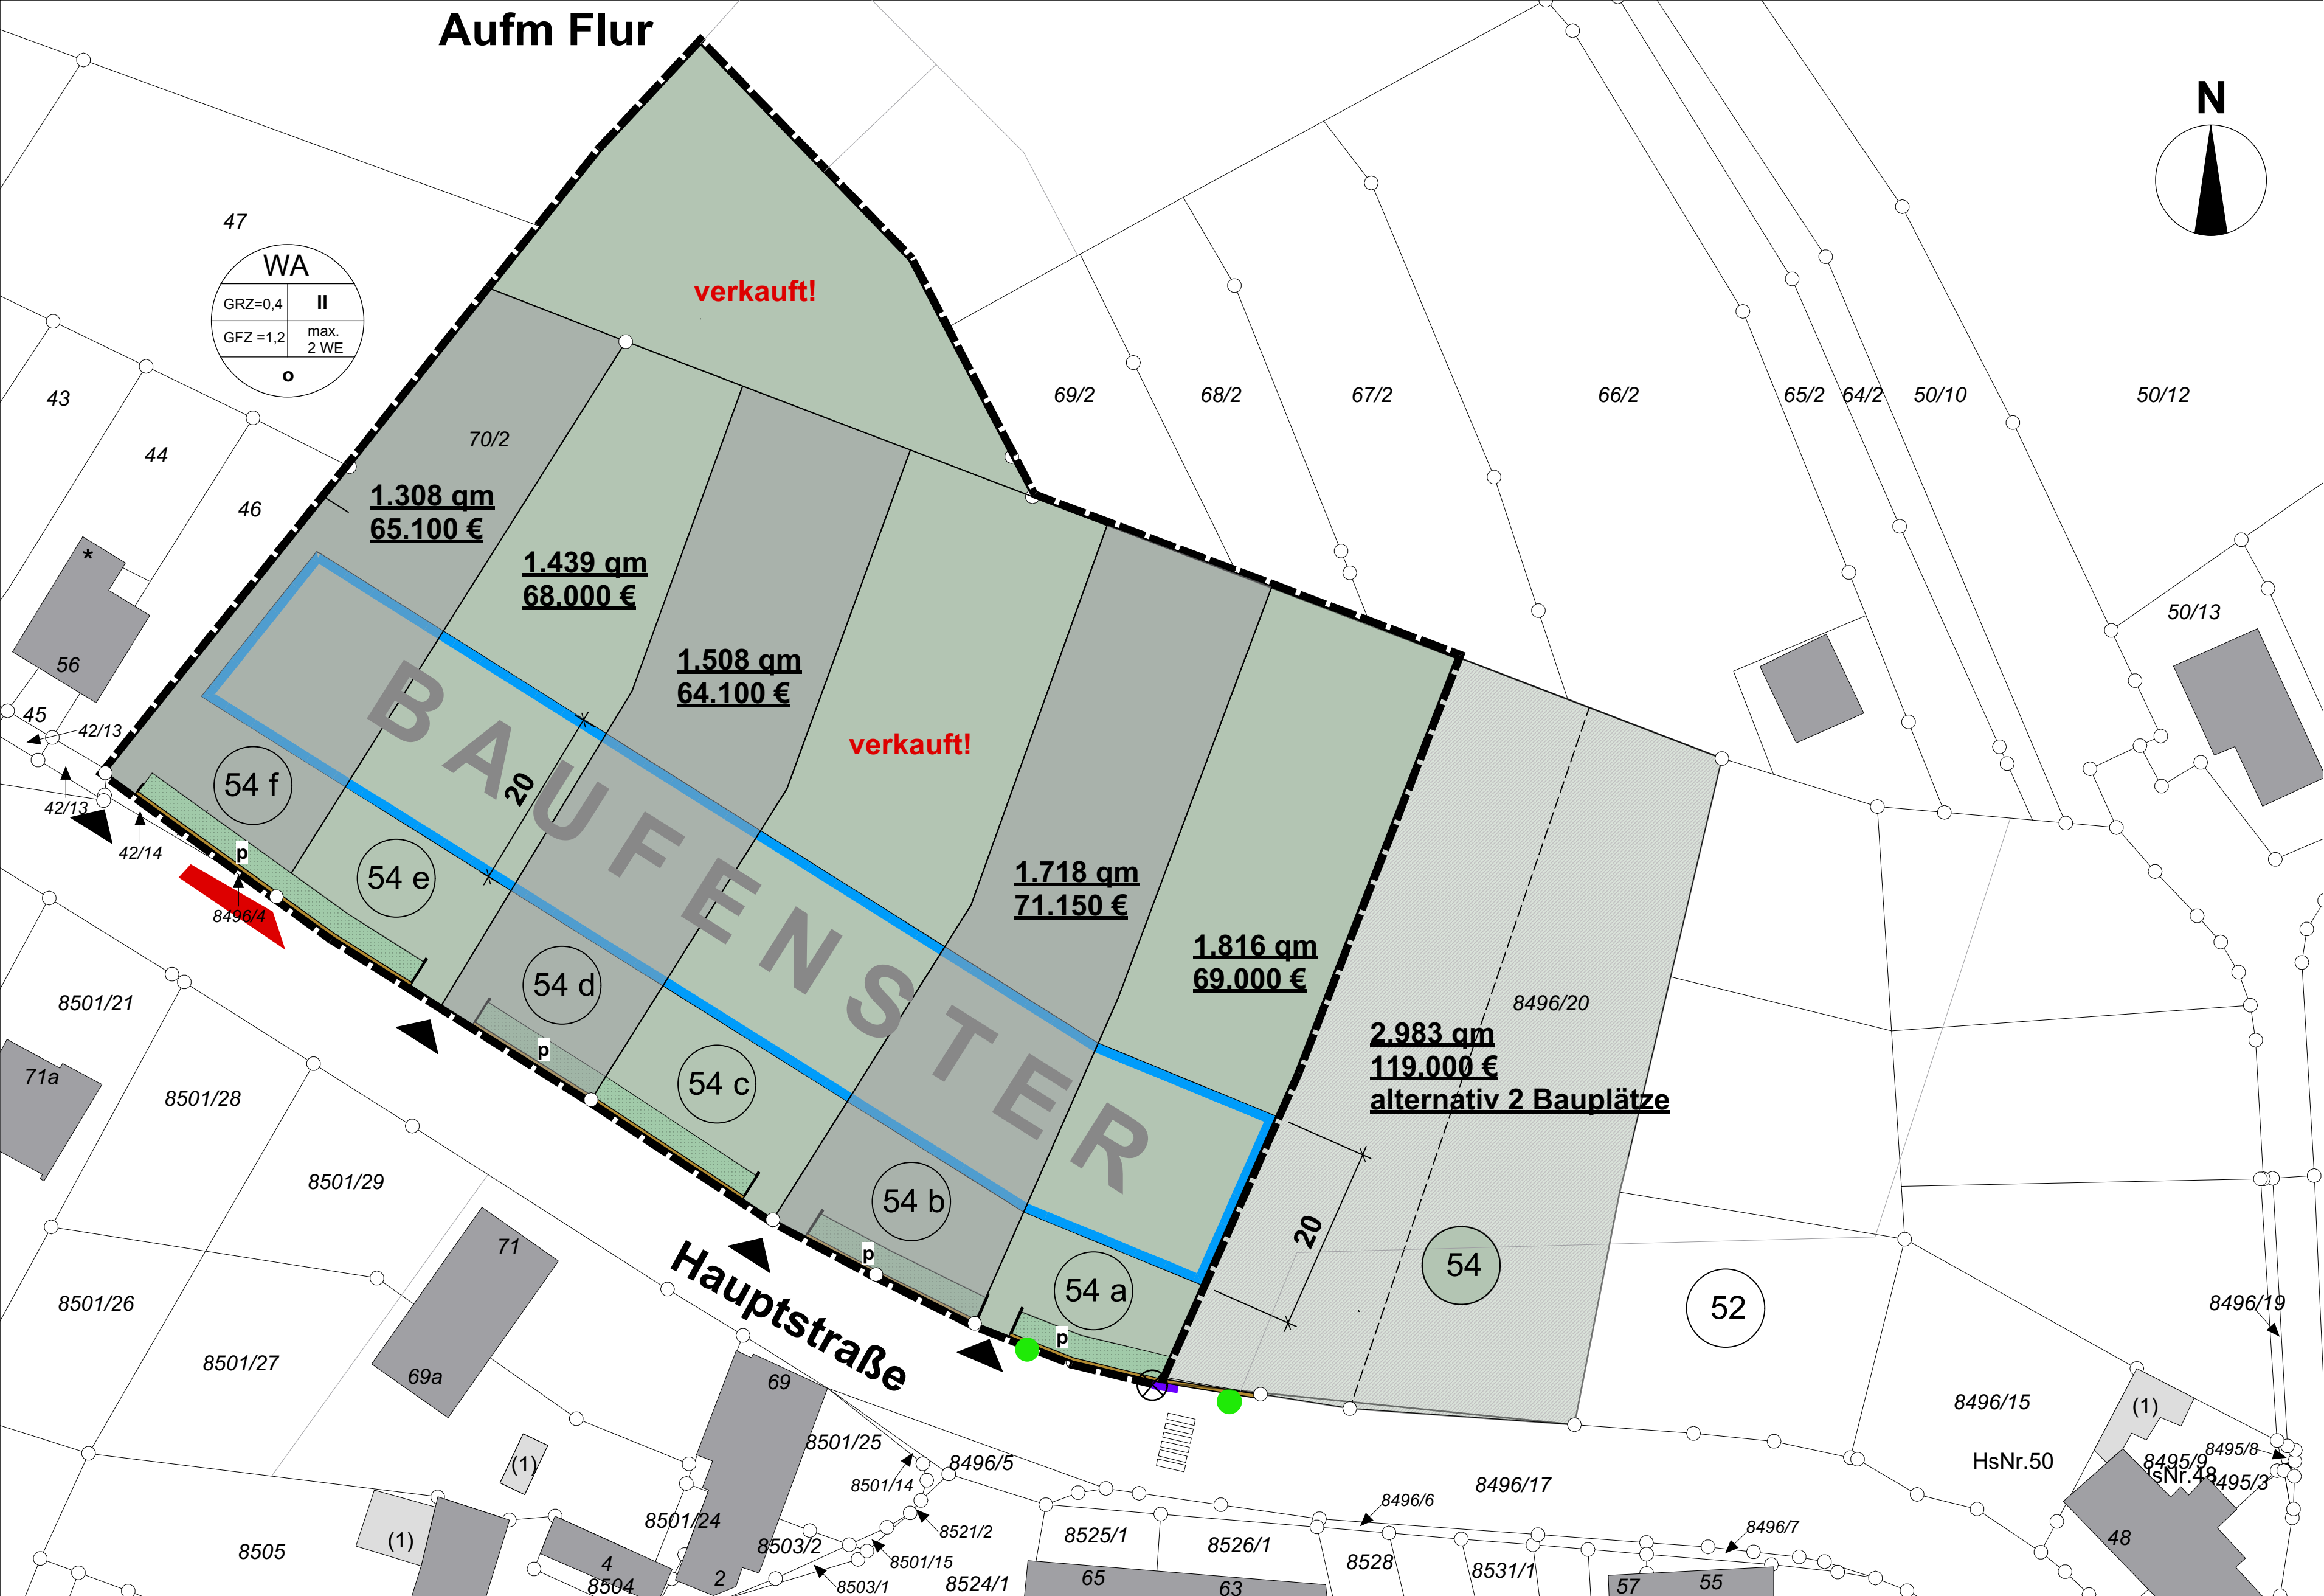 Aufm Flur
N
47
WA
GRZ=0,4
II
GFZ =1,2
max.
2 WE
o
verkauft!
43
44
46
70/2
69/2
68/2
67/2
66/2
65/2
64/2
50/10
50/12
50/13
1.308 qm
65.100 €
1.439 qm
68.000 €
1.508 qm
64.100 €
verkauft!
1.718 qm
71.150 €
1.816 qm
69.000 €
2,983 qm
119.000 €
alternativ 2 Bauplätze
8496/20
*
56
45
42/13
42/13
42/14
8496/4
BAUFENSTER
20
20
54 f
54 e
54 d
54 c
54 b
54 a
54
52
p
p
p
p
p
Hauptstraße
8501/21
71a
8501/28
8501/29
8501/26
8501/27
71
69a
69
(1)
(1)
8505
4
8504
8501/24
2
8503/2
8501/25
8501/14
8496/5
8521/2
8501/15
8503/1
8524/1
8525/1
8526/1
65
63
8528
8531/1
8496/6
8496/17
8496/7
57
55
8496/19
8496/15
HsNr.50
(1)
8495/8
8495/9
8495/3
48